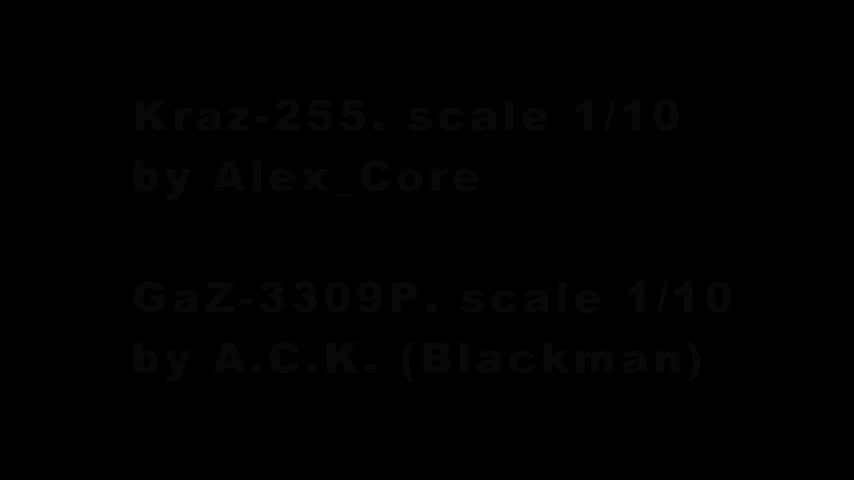 Kraz-255. scale 1/10
by Alex_Core
GaZ-3309P. scale 1/10
by A.C.K. (Blackman)